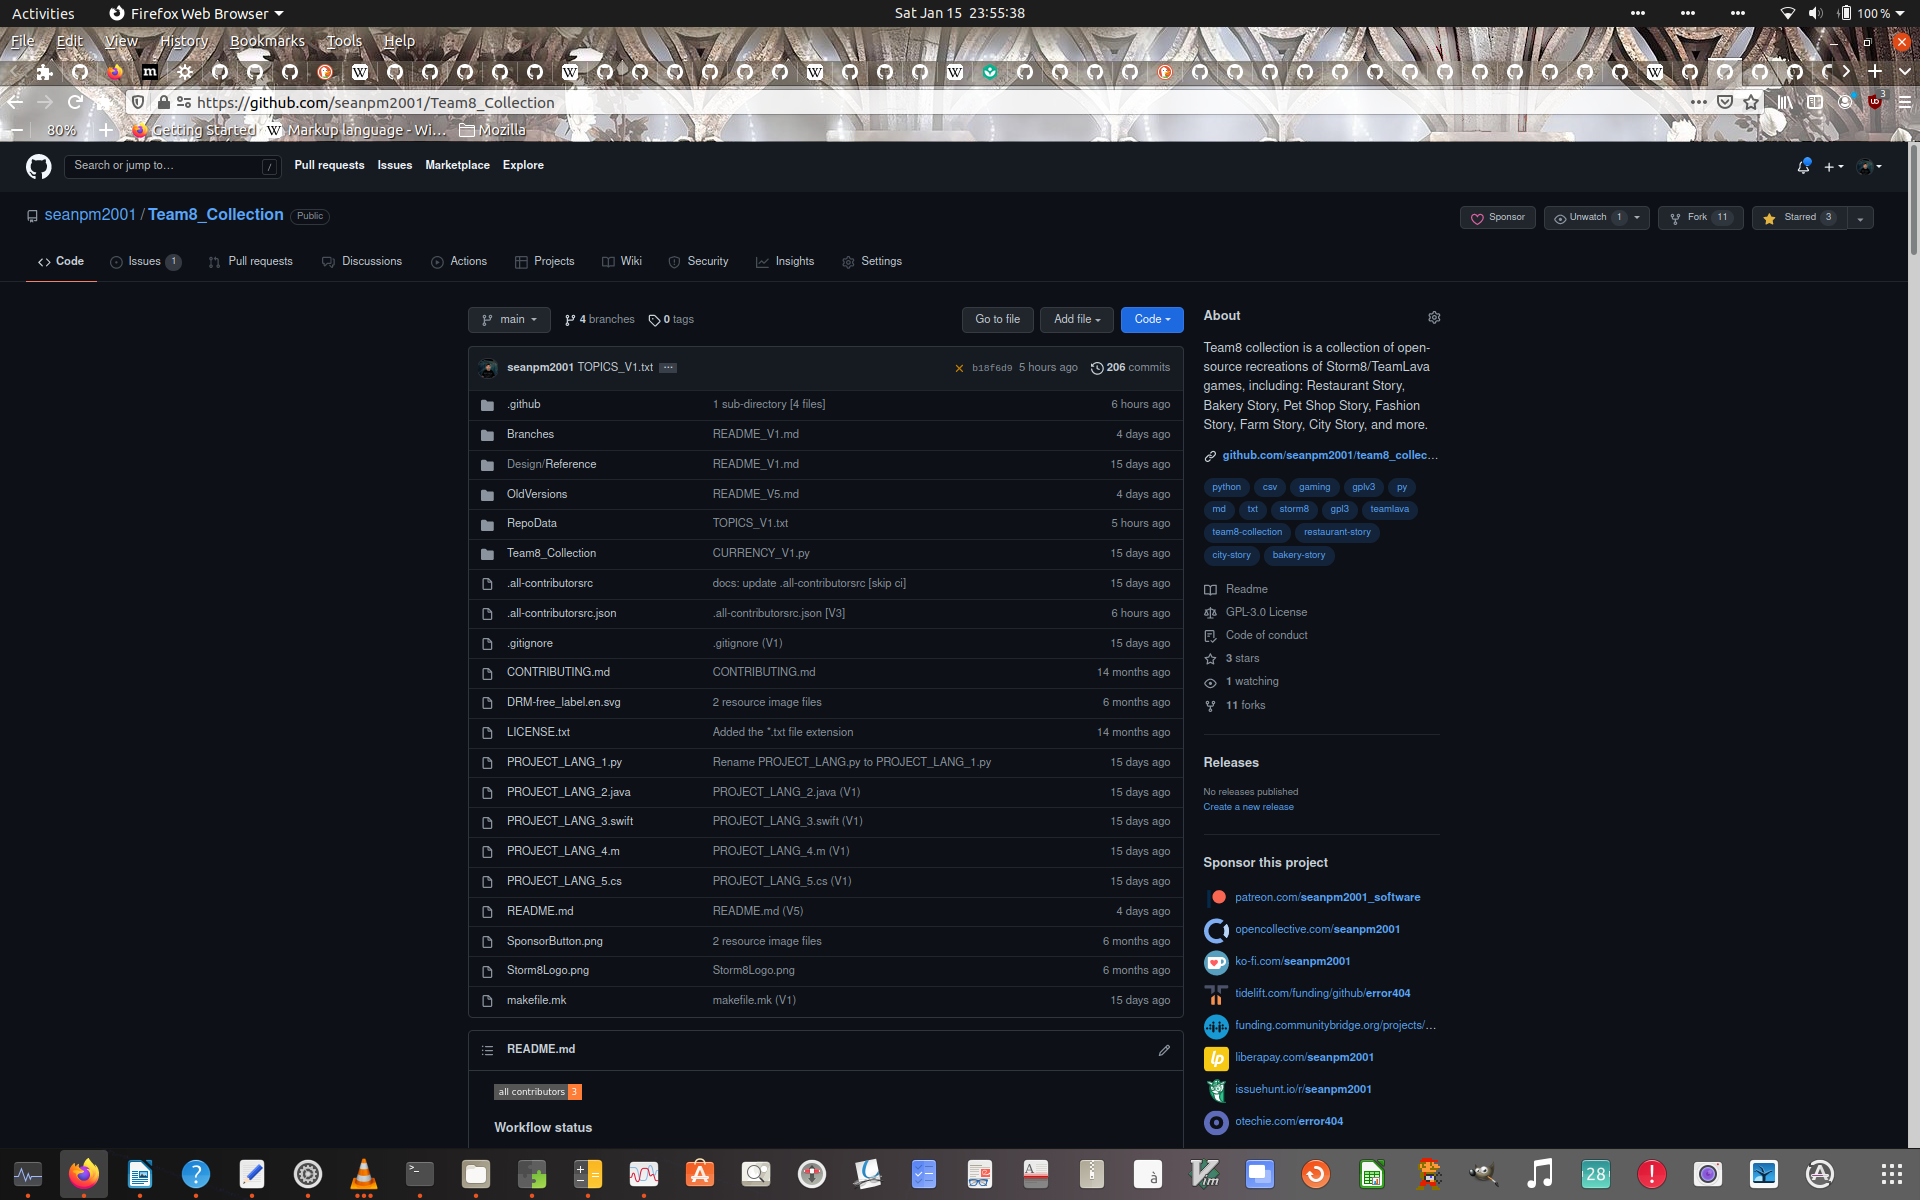 Activities Firefox Web Browser Sat Jan 15 23:55:38 100 %
File Edit View History Bookmarks Tools Help
https://github.com/seanpm2001/Team8_Collection 3
80% Getting Started Markup language - Wi… Mozilla
Search or jump to… / Pull requests Issues Marketplace Explore
seanpm2001 / Team8_Collection Public Sponsor Unwatch 1 Fork 11 Starred 3
Code Issues 1 Pull requests Discussions Actions Projects Wiki Security Insights Settings
main 4 branches 0 tags Go to file Add file Code
seanpm2001 TOPICS_V1.txt b18f6d9 5 hours ago 206 commits
.github 1 sub-directory [4 files] 6 hours ago
Branches README_V1.md 4 days ago
Design/Reference README_V1.md 15 days ago
OldVersions README_V5.md 4 days ago
RepoData TOPICS_V1.txt 5 hours ago
Team8_Collection CURRENCY_V1.py 15 days ago
.all-contributorsrc docs: update .all-contributorsrc [skip ci] 15 days ago
.all-contributorsrc.json .all-contributorsrc.json [V3] 6 hours ago
.gitignore .gitignore (V1) 15 days ago
CONTRIBUTING.md CONTRIBUTING.md 14 months ago
DRM-free_label.en.svg 2 resource image files 6 months ago
LICENSE.txt Added the *.txt file extension 14 months ago
PROJECT_LANG_1.py Rename PROJECT_LANG.py to PROJECT_LANG_1.py 15 days ago
PROJECT_LANG_2.java PROJECT_LANG_2.java (V1) 15 days ago
PROJECT_LANG_3.swift PROJECT_LANG_3.swift (V1) 15 days ago
PROJECT_LANG_4.m PROJECT_LANG_4.m (V1) 15 days ago
PROJECT_LANG_5.cs PROJECT_LANG_5.cs (V1) 15 days ago
README.md README.md (V5) 4 days ago
SponsorButton.png 2 resource image files 6 months ago
Storm8Logo.png Storm8Logo.png 6 months ago
makefile.mk makefile.mk (V1) 15 days ago
README.md
all contributors 3
Workflow status
About
Team8 collection is a collection of open-
source recreations of Storm8/TeamLava
games, including: Restaurant Story,
Bakery Story, Pet Shop Story, Fashion
Story, Farm Story, City Story, and more.
github.com/seanpm2001/team8_collec…
python csv gaming gplv3 py
md txt storm8 gpl3 teamlava
team8-collection restaurant-story
city-story bakery-story
Readme
GPL-3.0 License
Code of conduct
3 stars
1 watching
11 forks
Releases
No releases published
Create a new release
Sponsor this project
patreon.com/seanpm2001_software
opencollective.com/seanpm2001
ko-fi.com/seanpm2001
tidelift.com/funding/github/error404
funding.communitybridge.org/projects/…
liberapay.com/seanpm2001
issuehunt.io/r/seanpm2001
otechie.com/error404
28